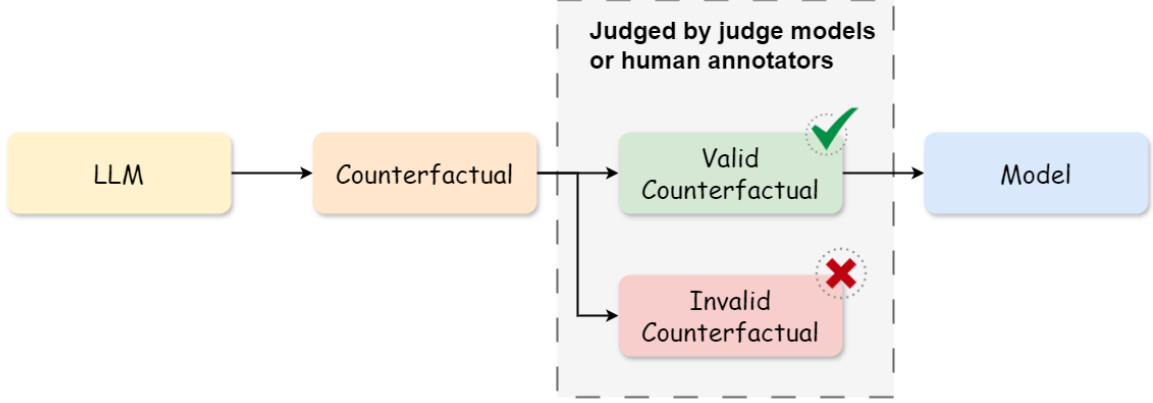 Judged by judge models
or human annotators
LLM
Counterfactual
Valid
Counterfactual
Model
Invalid
Counterfactual